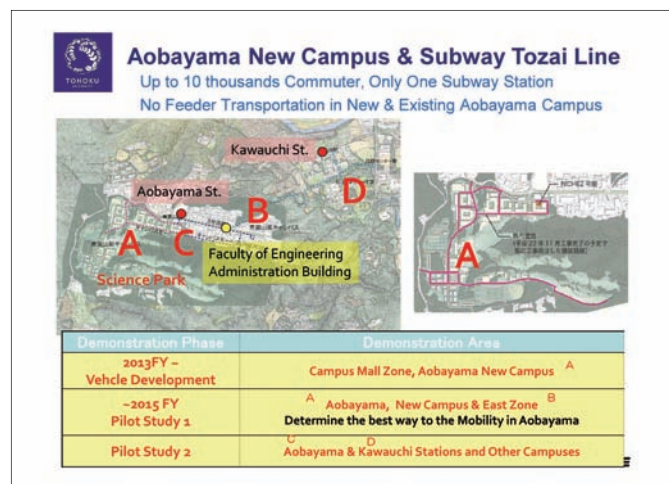 TOHOKU
UNIVERSITY
Aobayama New Campus & Subway Tozai Line
Up to 10 thousands Commuter, Only One Subway Station
No Feeder Transportation in New & Existing Aobayama Campus
Kawauchi St.
Aobayama St.
D
B
A
C
Faculty of Engineering
Administration Building
Science Park
A
Demonstration Phase
Demonstration Area
2013FY –
Vehcle Development
Campus Mall Zone, Aobayama New Campus A
~2015 FY
Pilot Study 1
A B
Aobayama, New Campus & East Zone
Determine the best way to the Mobility in Aobayama
Pilot Study 2
C D
Aobayama & Kawauchi Stations and Other Campuses